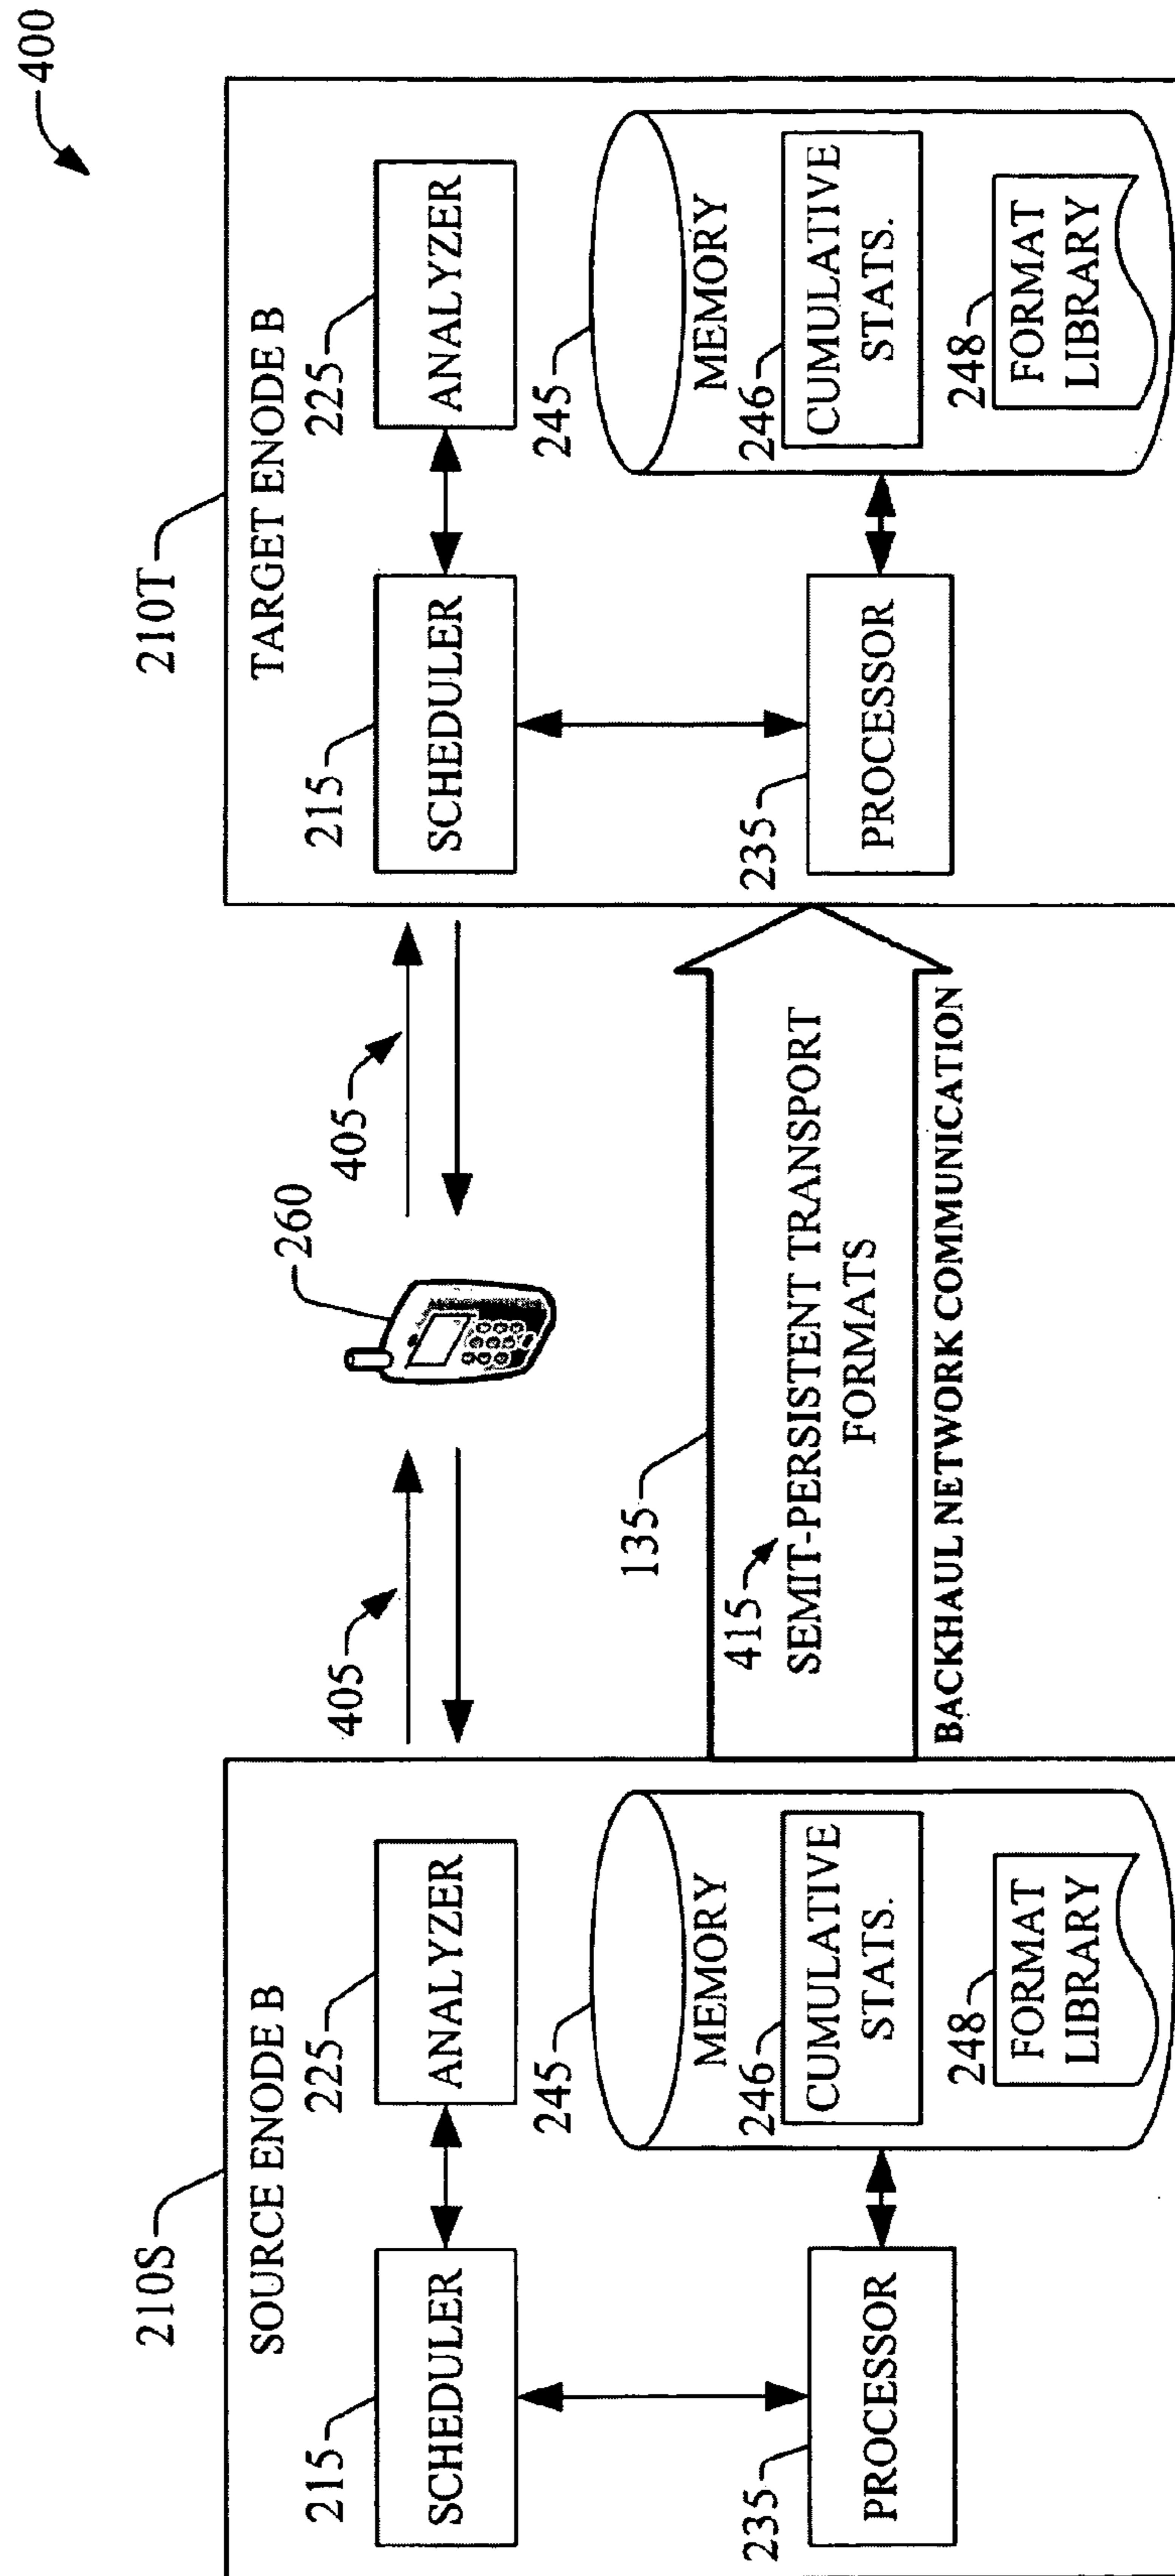 400
210S
SOURCE ENODE B
215
SCHEDULER
225
ANALYZER
235
PROCESSOR
245
MEMORY
246
CUMULATIVE
STATS.
248
FORMAT
LIBRARY
405
260
405
135
415
SEMIT-PERSISTENT TRANSPORT
FORMATS
BACKHAUL NETWORK COMMUNICATION
210T
TARGET ENODE B
215
SCHEDULER
225
ANALYZER
235
PROCESSOR
245
MEMORY
246
CUMULATIVE
STATS.
248
FORMAT
LIBRARY